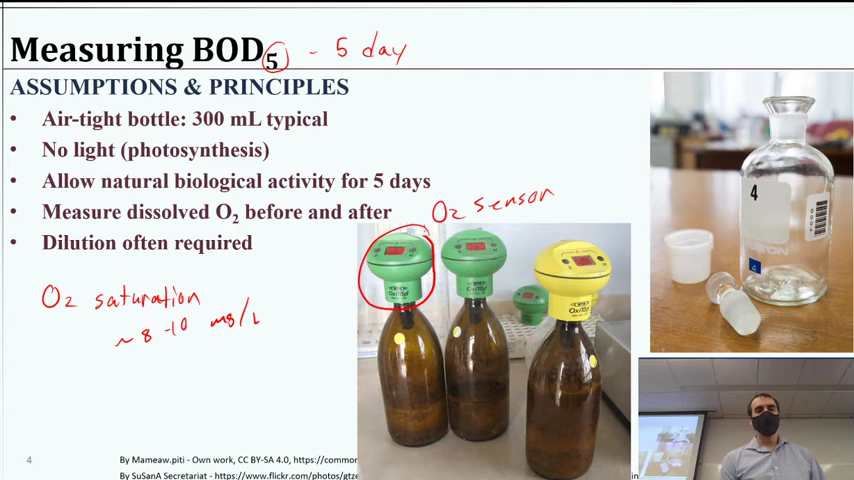 Measuring BOD5 - 5 day
ASSUMPTIONS & PRINCIPLES
• Air-tight bottle: 300 mL typical
• No light (photosynthesis)
• Allow natural biological activity for 5 days
• Measure dissolved O2 before and after
• Dilution often required
O2 sensor
O2 saturation
~ 8 -10 mg/L
4
4
By Mameaw.piti - Own work, CC BY-SA 4.0, https://common
By SuSanA Secretariat - https://www.flickr.com/photos/gtze